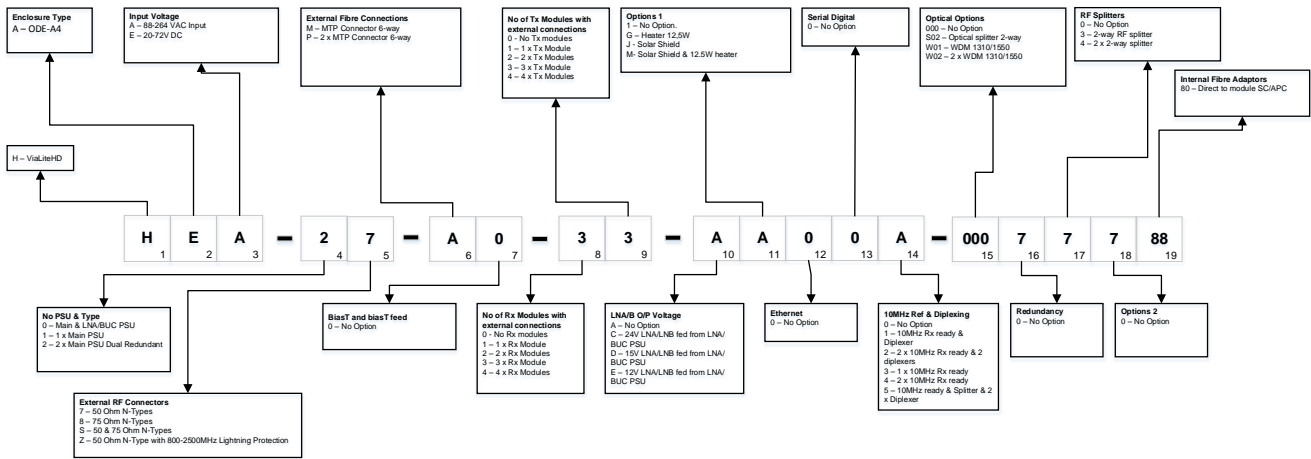 Enclosure Type
A – ODE-A4
Input Voltage
A – 88-264 VAC Input
E – 20-72V DC
External Fibre Connections
M – MTP Connector 6-way
P – 2 x MTP Connector 6-way
No of Tx Modules with
external connections
0 - No Tx modules
1 – 1 x Tx Module
2 – 2 x Tx Modules
3 – 3 x Tx Modules
4 – 4 x Tx Modules
Options 1
1 – No Option.
G – Heater 12,5W
J - Solar Shield
M- Solar Shield & 12.5W heater
Serial Digital
0 – No Option
Optical Options
000 – No Option
S02 – Optical splitter 2-way
W01 – WDM 1310/1550
W02 – 2 x WDM 1310/1550
RF Splitters
0 – No Option
3 – 2-way RF splitter
4 – 2 x 2-way splitter
Internal Fibre Adaptors
80 – Direct to module SC/APC
H – ViaLiteHD
H E A – 2 7 – A 0 – 3 3 – A A 0 0 A – 000 7 7 7 88
1 2 3 4 5 6 7 8 9 10 11 12 13 14 15 16 17 18 19
No PSU & Type
0 – Main & LNA/BUC PSU
1 – 1 x Main PSU
2 – 2 x Main PSU Dual Redundant
BiasT and biasT feed
0 – No Option
No of Rx Modules with
external connections
0 - No Rx modules
1 – 1 x Rx Module
2 – 2 x Rx Modules
3 – 3 x Rx Module
4 – 4 x Rx Modules
LNA/B O/P Voltage
A – No Option
C – 24V LNA/LNB fed from LNA/
BUC PSU
D – 15V LNA/LNB fed from LNA/
BUC PSU
E – 12V LNA/LNB fed from LNA/
BUC PSU
Ethernet
0 – No Option
10MHz Ref & Diplexing
0 – No Option
1 – 10MHz Rx ready &
Diplexer
2 – 2 x 10MHz Rx ready & 2
diplexers
3 – 1 x 10MHz Rx ready
4 – 2 x 10MHz Rx ready
5 – 10MHz ready & Splitter & 2
x Diplexer
Redundancy
0 – No Option
Options 2
0 – No Option
External RF Connectors
7 – 50 Ohm N-Types
8 – 75 Ohm N-Types
S – 50 & 75 Ohm N-Types
Z – 50 Ohm N-Type with 800-2500MHz Lightning Protection